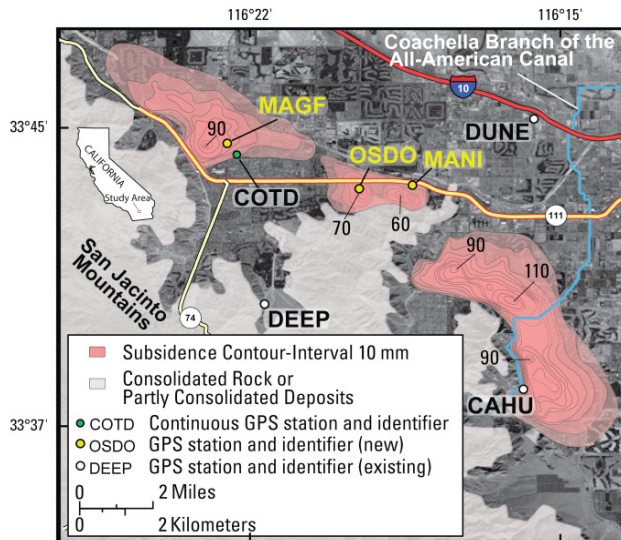 116°22'
116°15'
Coachella Branch of the
All-American Canal
10
90
MAGF
DUNE
33°45'
OSDO
MANI
CALIFORNIA
Study Area
COTD
111
70
60
90
San Jacinto
Mountains
110
74
DEEP
Subsidence Contour-Interval 10 mm
90
Consolidated Rock or
Partly Consolidated Deposits
CAHU
COTD Continuous GPS station and identifier
33°37'
OSDO GPS station and identifier (new)
DEEP GPS station and identifier (existing)
0 2 Miles
0 2 Kilometers